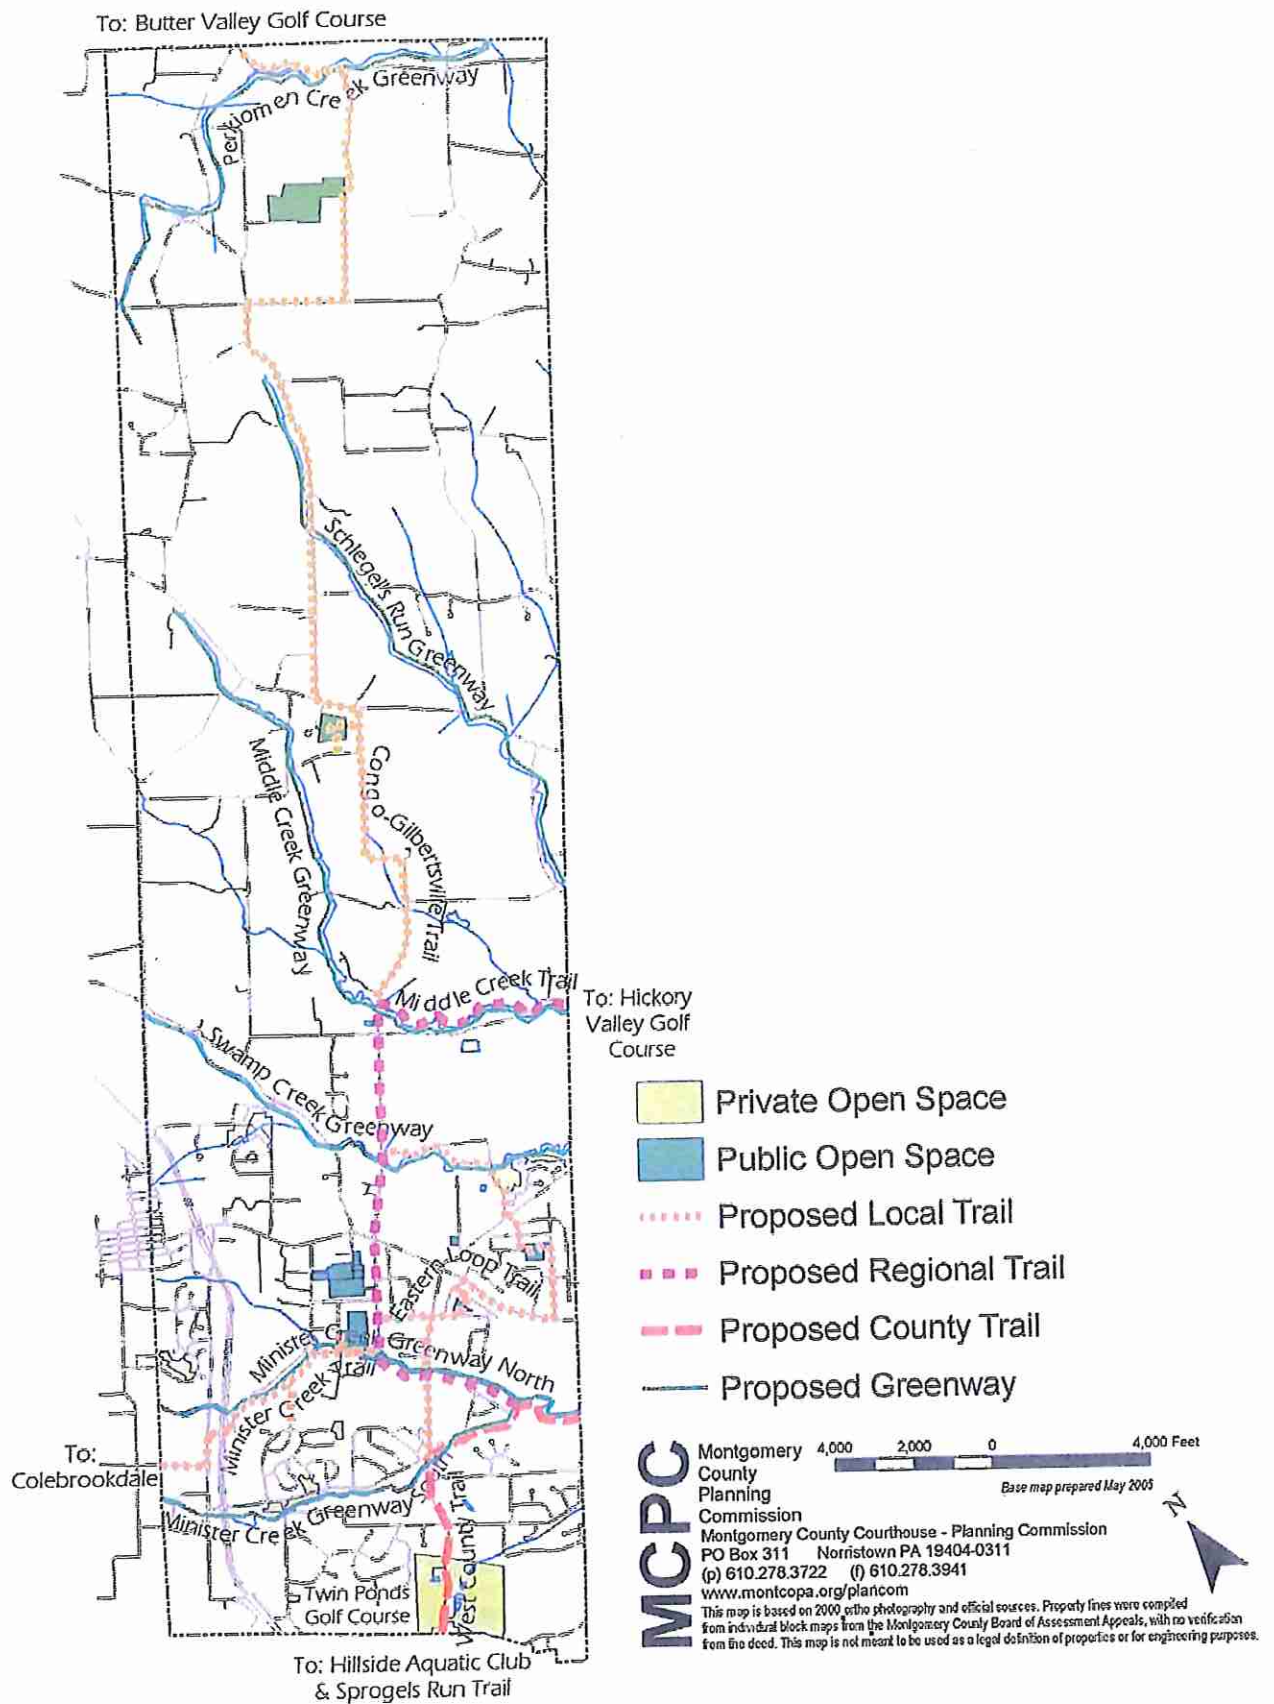 To: Butter Valley Golf Course
Perkiomen Creek Greenway
Schlegel's Run Greenway
Middle Creek Greenway
Congo-Gilbertsville Trail
Middle Creek Trail
To: Hickory
Valley Golf
Course
Swamp Creek Greenway
Eastern Loop Trail
Minister Creek Greenway North
Minister Creek Trail
To:
Colebrookdale
Minister Creek Greenway South
West County Trail
Twin Ponds
Golf Course
To: Hillside Aquatic Club
& Sprogels Run Trail
Private Open Space
Public Open Space
Proposed Local Trail
Proposed Regional Trail
Proposed County Trail
Proposed Greenway
MCPC
Montgomery
County
Planning
Commission
4,000 2,000 0 4,000 Feet
Base map prepared May 2005
N
Montgomery County Courthouse - Planning Commission
PO Box 311 Norristown PA 19404-0311
(p) 610.278.3722 (f) 610.278.3941
www.montcopa.org/plancom
This map is based on 2000 ortho photography and official sources. Property lines were compiled
from individual block maps from the Montgomery County Board of Assessment Appeals, with no verification
from the deed. This map is not meant to be used as a legal definition of properties or for engineering purposes.